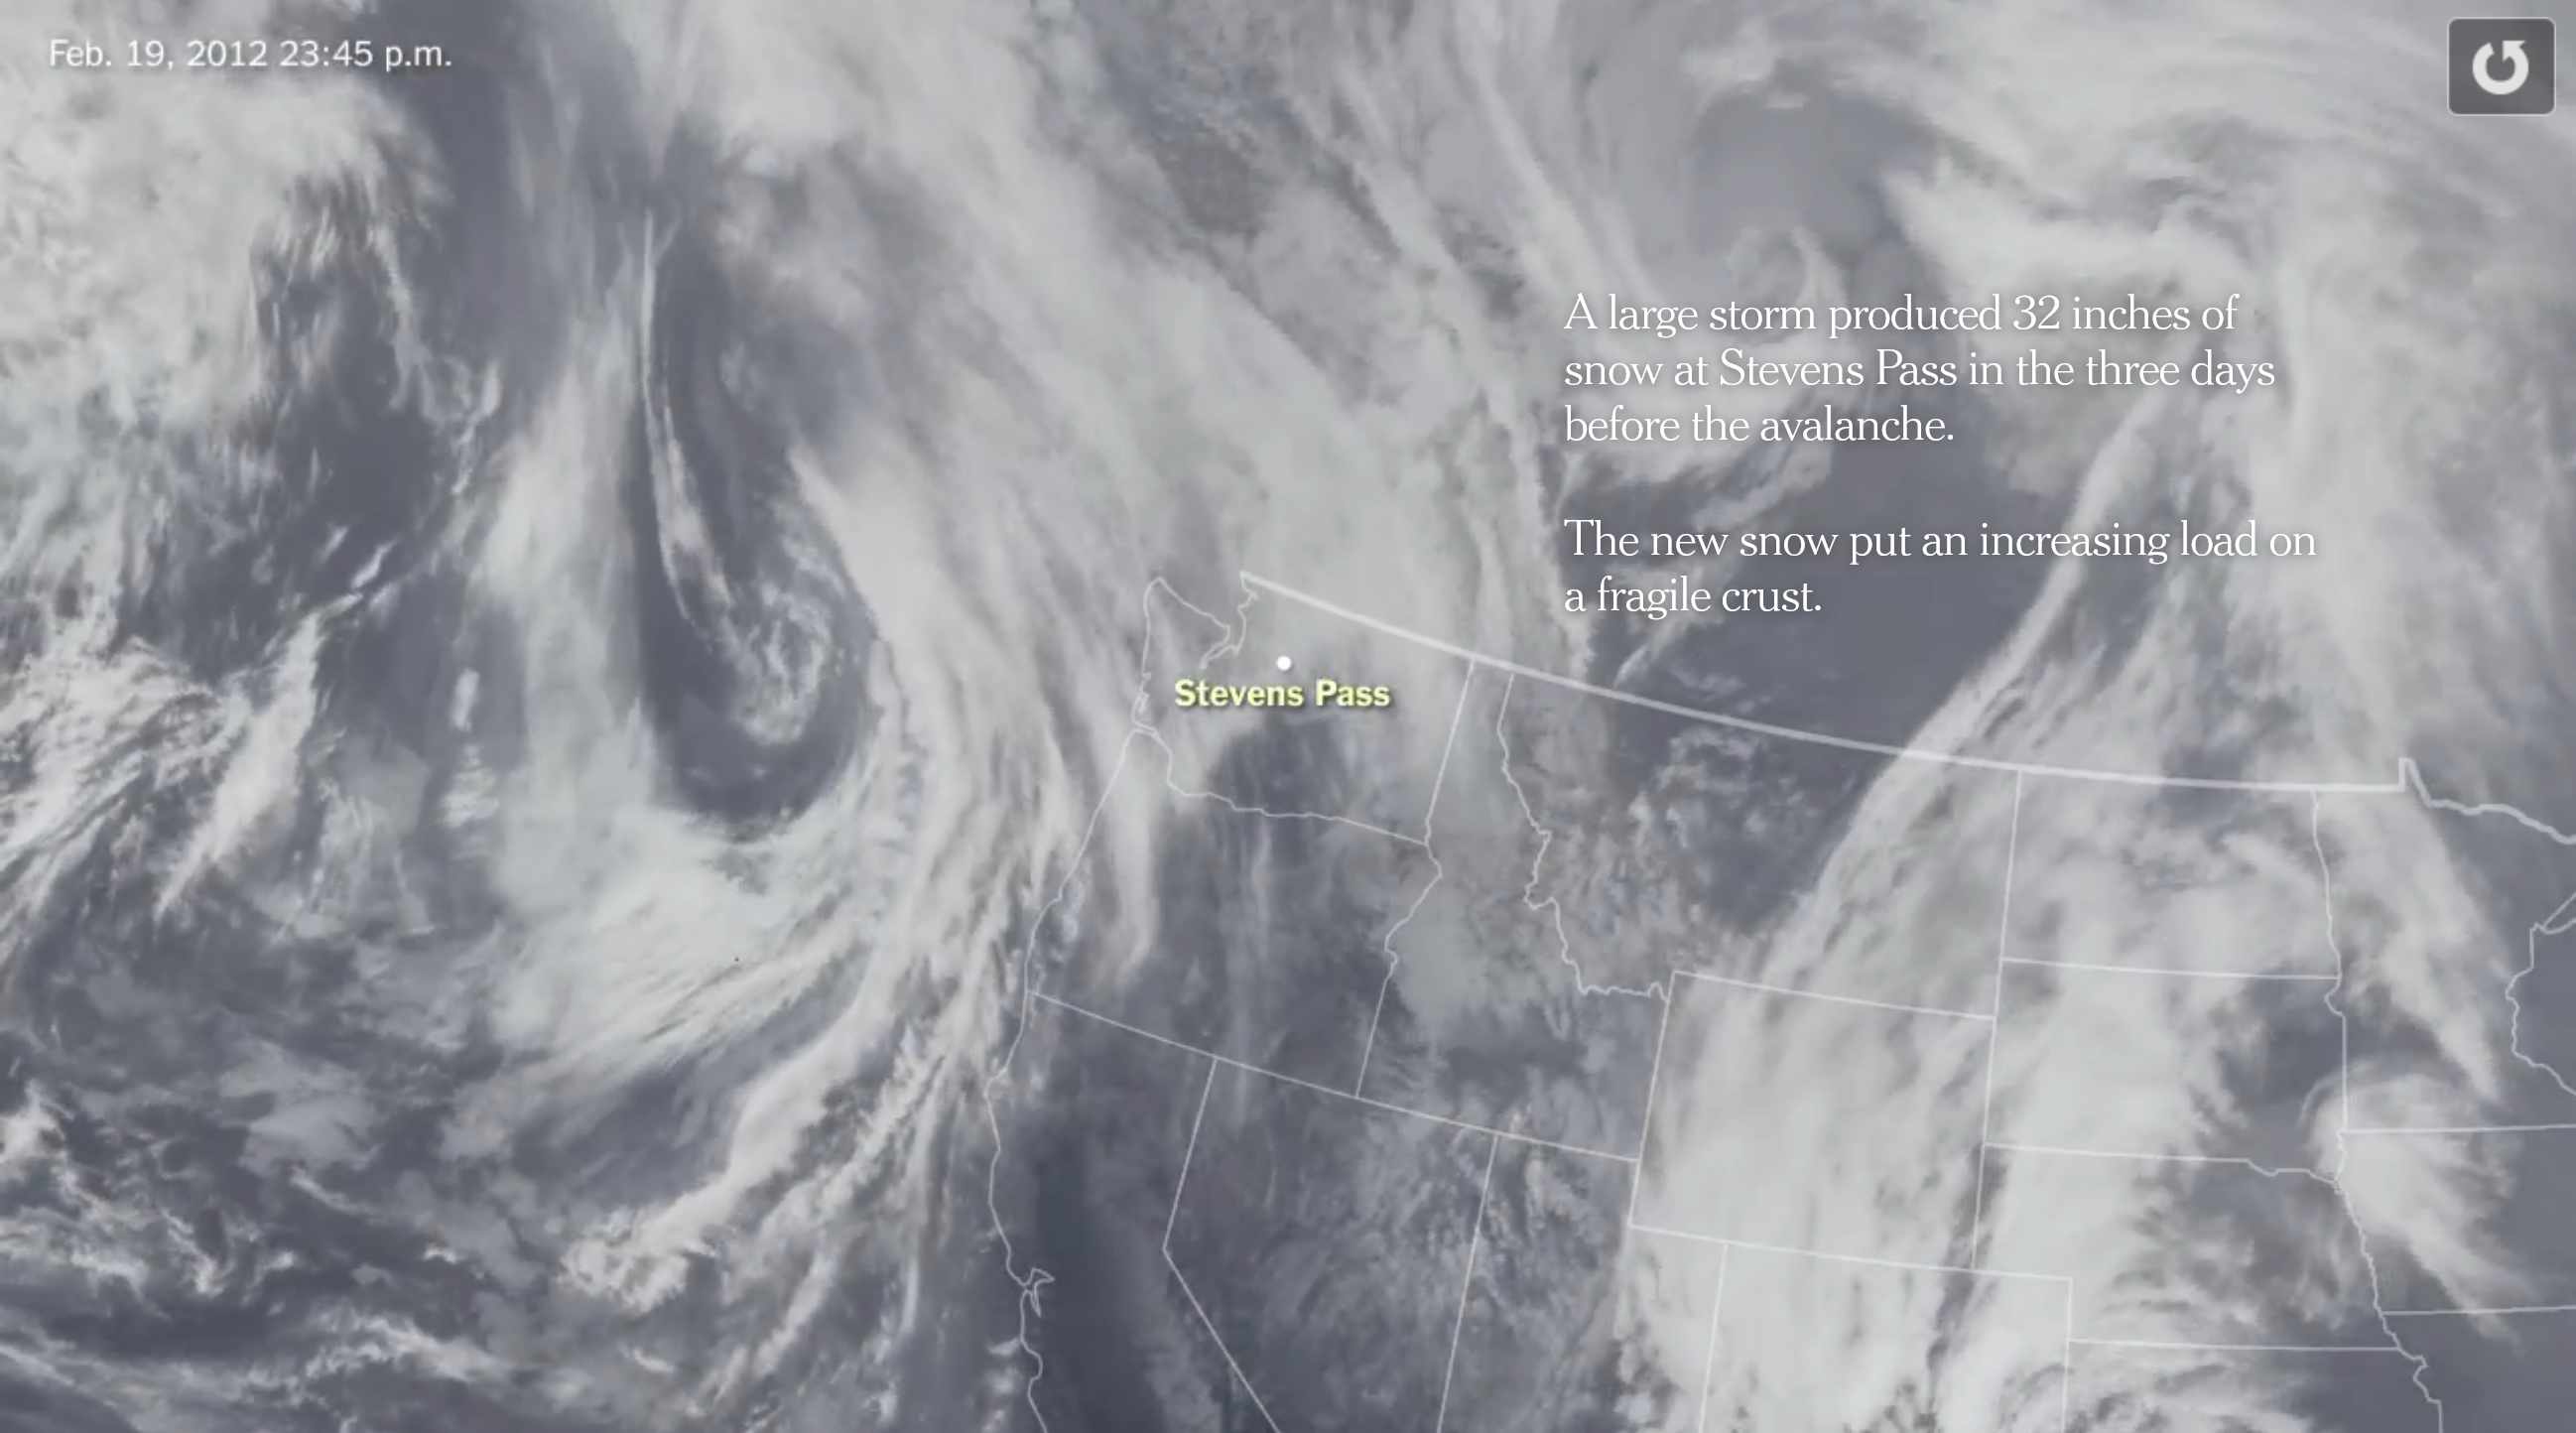 Feb. 19, 2012 23:45 p.m.
A large storm produced 32 inches of
snow at Stevens Pass in the three days
before the avalanche.
The new snow put an increasing load on
a fragile crust.
Stevens Pass